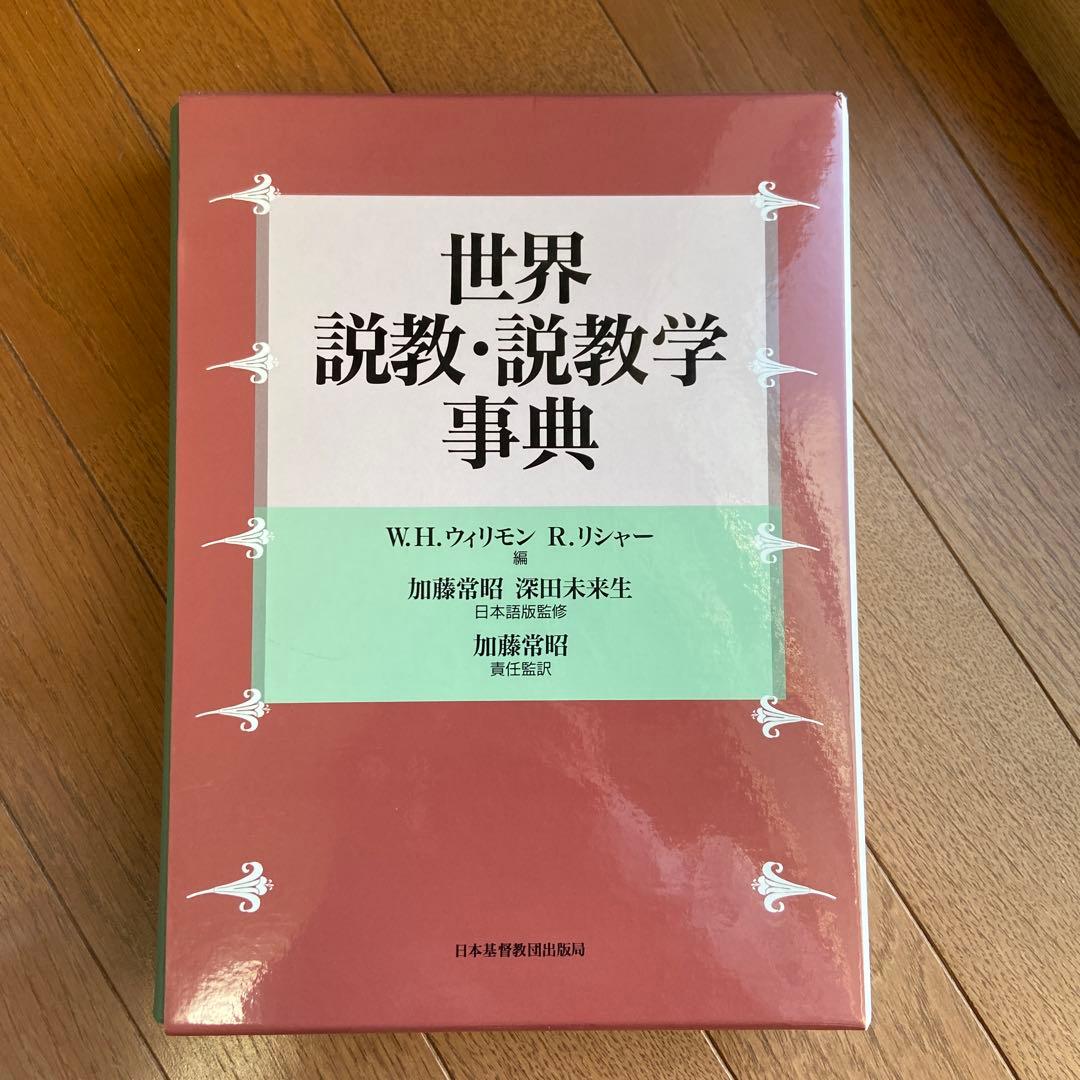 世界
説教・説教学
事典
W.H.ウィリモン R.リシャー
編
加藤常昭 深田未来生
日本語版監修
加藤常昭
責任監訳
日本基督教団出版局